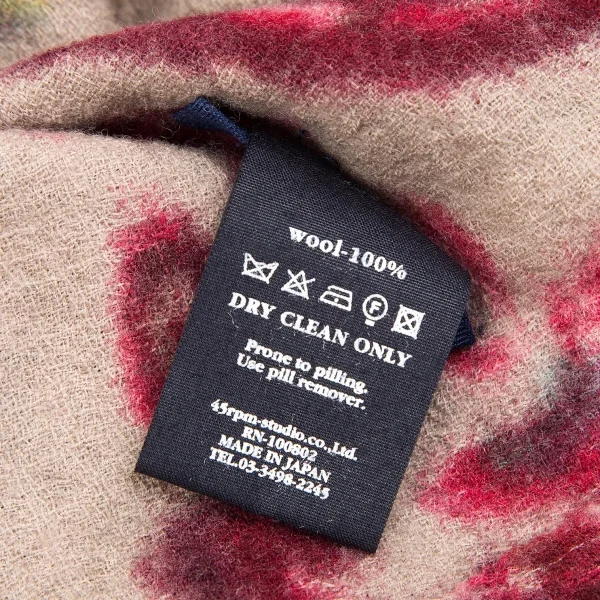 wool-100%
F
DRY CLEAN ONLY
Prone to pilling.
Use pill remover.
45rpm-studio.co.,Ltd.
RN-100802
MADE IN JAPAN
TEL.03-3498-2245